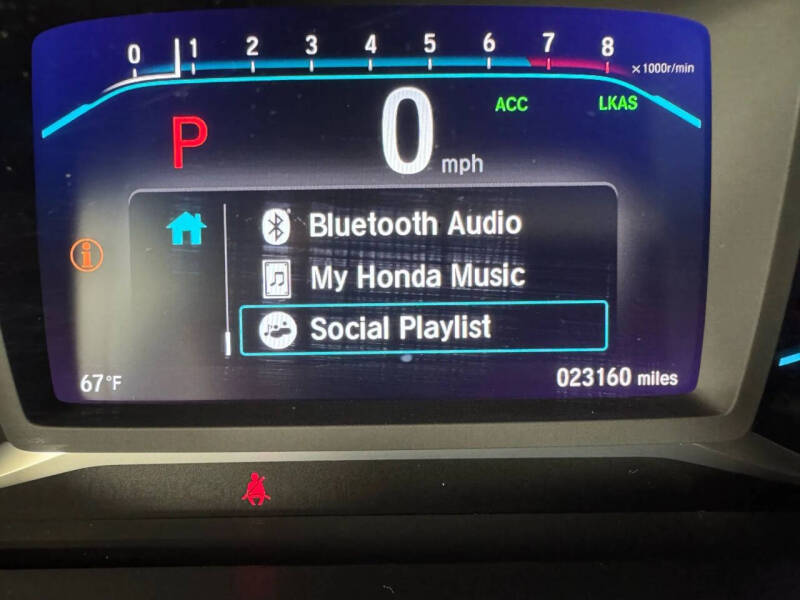 0 1 2 3 4 5 6 7 8 x1000r/min
P 0 mph ACC LKAS
Bluetooth Audio
i My Honda Music
Social Playlist
67°F 023160 miles